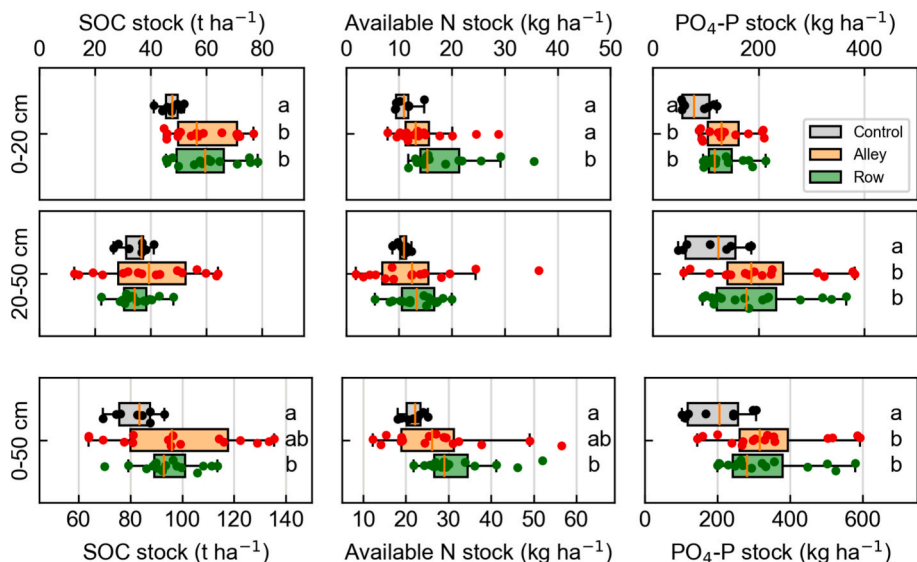 SOC stock (t ha⁻¹) Available N stock (kg ha⁻¹) PO₄-P stock (kg ha⁻¹)
0 20 40 60 80 0 10 20 30 40 50 0 200 400
0-20 cm a a a
b a b
b b b
Control
Alley
Row
20-50 cm a
b
b
0-50 cm a a a
ab ab b
b b b
60 80 100 120 140 10 20 30 40 50 60 0 200 400 600
SOC stock (t ha⁻¹) Available N stock (kg ha⁻¹) PO₄-P stock (kg ha⁻¹)